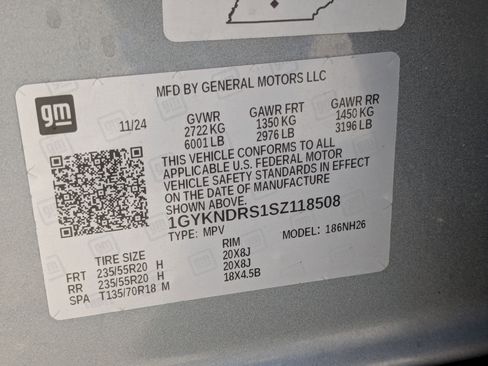 MFD BY GENERAL MOTORS LLC
gm
11/24
GVWR GAWR FRT GAWR RR
2722 KG 1350 KG 1450 KG
6001 LB 2976 LB 3196 LB
THIS VEHICLE CONFORMS TO ALL
APPLICABLE U.S. FEDERAL MOTOR
VEHICLE SAFETY STANDARDS IN EFFECT
ON THE DATE OF MANUFACTURE
SHOWN ABOVE.
1GYKNDRS1SZ118508
TYPE: MPV MODEL: 186NH26
TIRE SIZE RIM
FRT 235/55R20 H 20X8J
RR 235/55R20 H 20X8J
SPA T135/70R18 M 18X4.5B